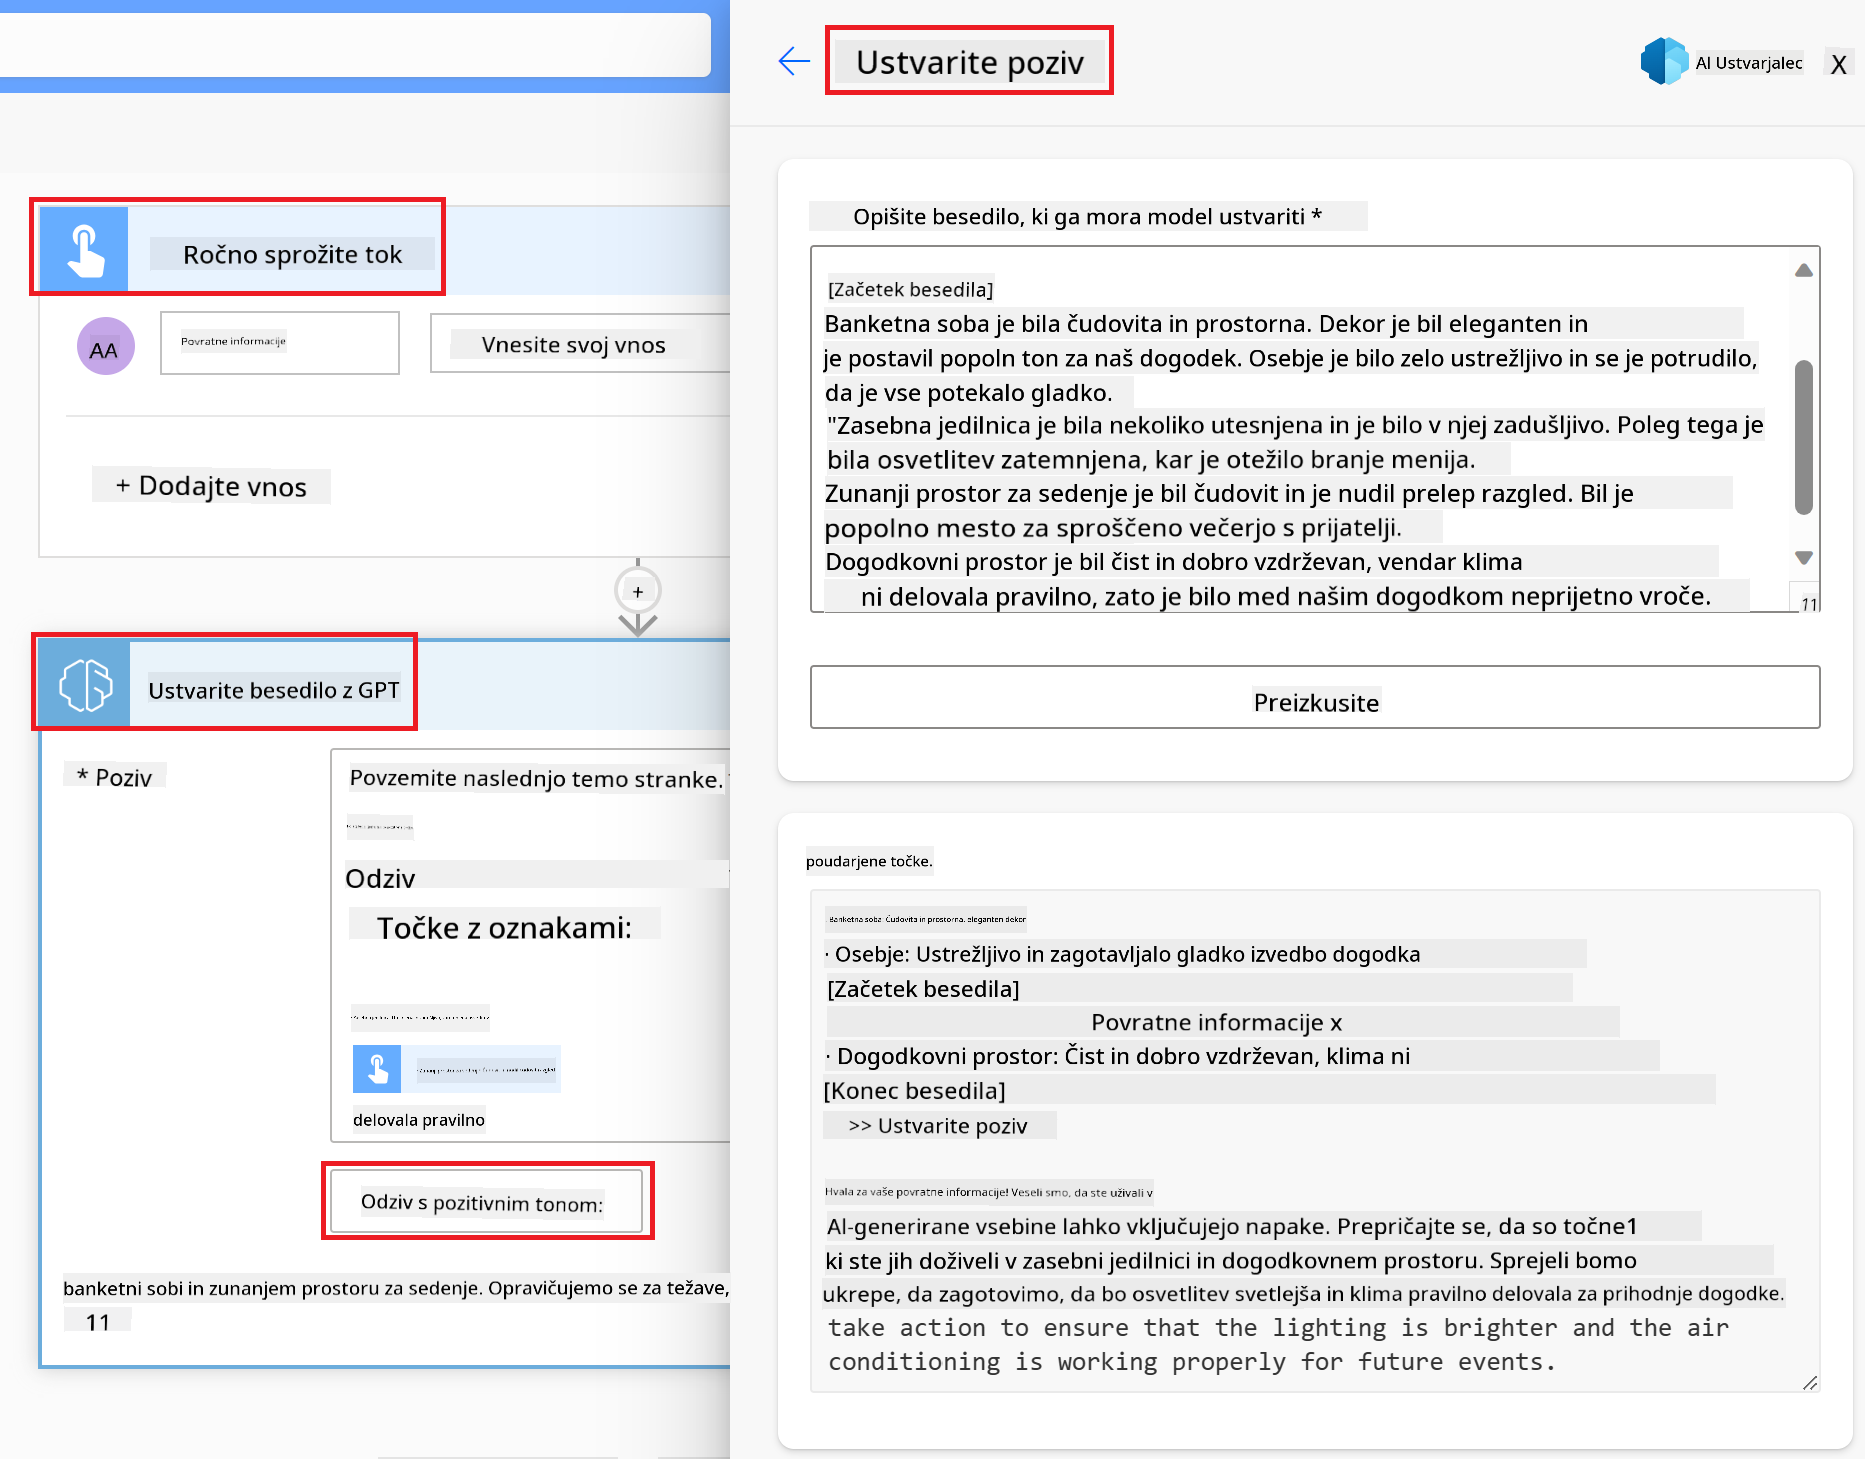 Ustvarite poziv
AI Ustvarjalec
X
Ročno sprožite tok
AA
Povratne informacije
Vnesite svoj vnos
+ Dodajte vnos
+
Ustvarite besedilo z GPT
* Poziv
Povzemite naslednjo temo stranke.
Odziv
Točke z oznakami:
delovala pravilno
Odziv s pozitivnim tonom:
banketni sobi in zunanjem prostoru za sedenje. Opravičujemo se za težave,
11
Opišite besedilo, ki ga mora model ustvariti *
[Začetek besedila]
Banketna soba je bila čudovita in prostorna. Dekor je bil eleganten in
je postavil popoln ton za naš dogodek. Osebje je bilo zelo ustrežljivo in se je potrudilo,
da je vse potekalo gladko.
"Zasebna jedilnica je bila nekoliko utesnjena in je bilo v njej zadušljivo. Poleg tega je
bila osvetlitev zatemnjena, kar je otežilo branje menija.
Zunanji prostor za sedenje je bil čudovit in je nudil prelep razgled. Bil je
popolno mesto za sproščeno večerjo s prijatelji.
Dogodkovni prostor je bil čist in dobro vzdrževan, vendar klima
ni delovala pravilno, zato je bilo med našim dogodkom neprijetno vroče.
11
Preizkusite
poudarjene točke.
Banketna soba: Čudovita in prostorna, eleganten dekor
· Osebje: Ustrežljivo in zagotavljalo gladko izvedbo dogodka
[Začetek besedila]
Povratne informacije x
· Dogodkovni prostor: Čist in dobro vzdrževan, klima ni
[Konec besedila]
>> Ustvarite poziv
Hvala za vaše povratne informacije! Veseli smo, da ste uživali v
AI-generirane vsebine lahko vključujejo napake. Prepričajte se, da so točne1
ki ste jih doživeli v zasebni jedilnici in dogodkovnem prostoru. Sprejeli bomo
ukrepe, da zagotovimo, da bo osvetlitev svetlejša in klima pravilno delovala za prihodnje dogodke.
take action to ensure that the lighting is brighter and the air
conditioning is working properly for future events.